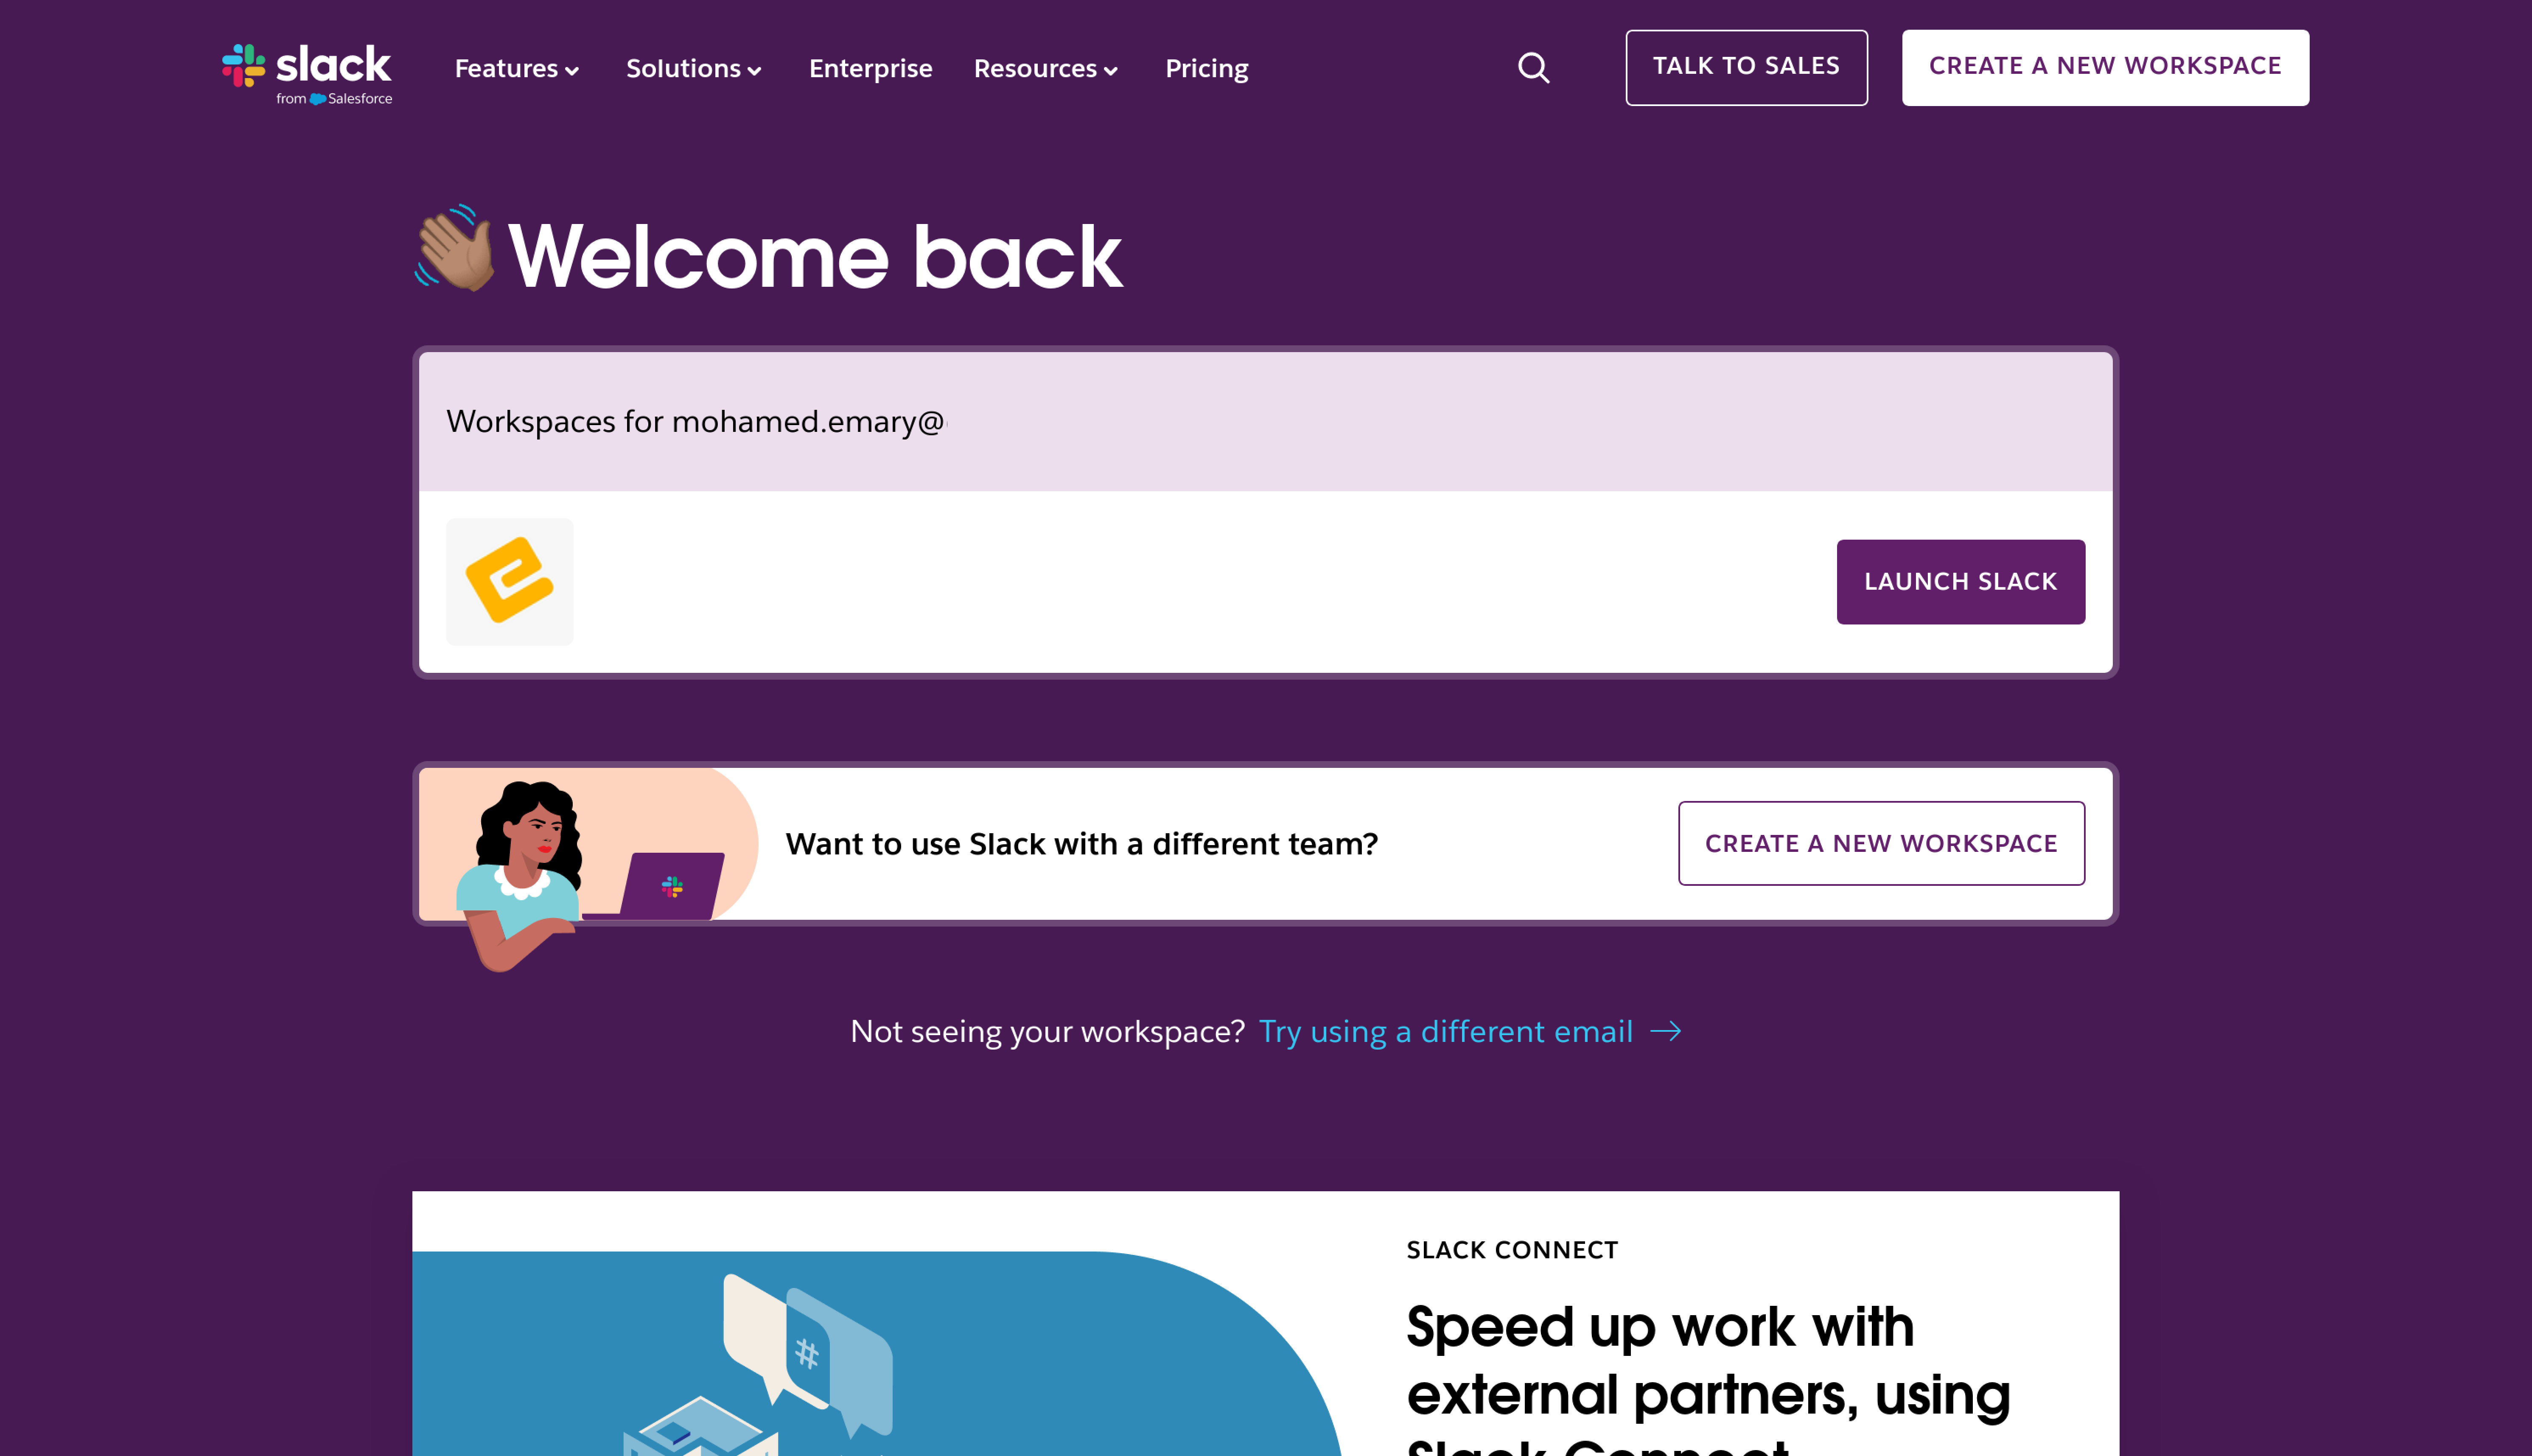 slack
from Salesforce
Features
Solutions
Enterprise
Resources
Pricing
TALK TO SALES
CREATE A NEW WORKSPACE
Welcome back
Workspaces for mohamed.emary@
LAUNCH SLACK
Want to use Slack with a different team?
CREATE A NEW WORKSPACE
Not seeing your workspace? Try using a different email →
#
SLACK CONNECT
Speed up work with
external partners, using
Slack Connect